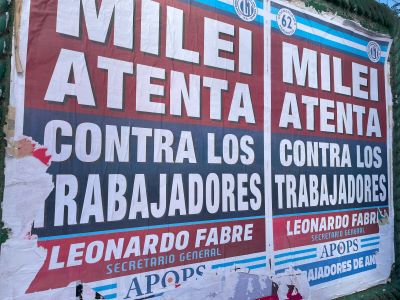 MILEI
ATENTA
CONTRA LOS
TRABAJADORES
LEONARDO FABRE
SECRETARIO GENERAL
APOPS
62
MILEI
ATENTA
CONTRA LOS
TRABAJADORES
LEONARDO FABRE
SECRETARIO GENERAL
APOPS